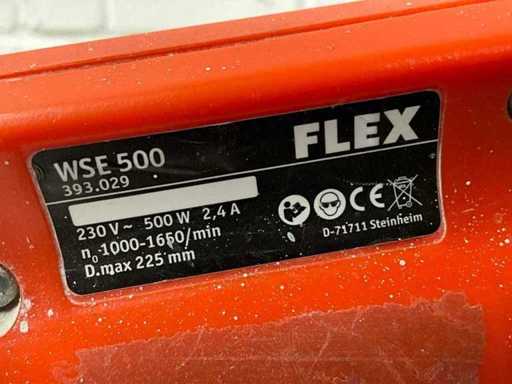 FLEX
WSE 500
393.029
230 V~ 500 W 2,4 A
n₀ 1000-1650/min
D.max 225 mm
CE
D-71711 Steinheim